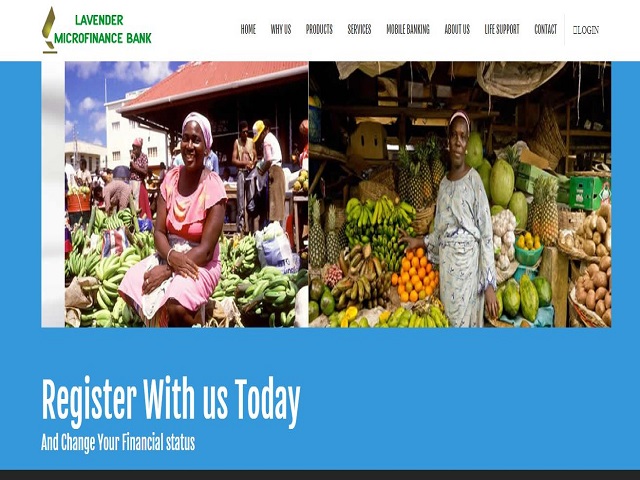 LAVENDER
MICROFINANCE BANK
HOME WHY US PRODUCTS SERVICES MOBILE BANKING ABOUT US LIFE SUPPORT CONTACT LOGIN
Register With us Today
And Change Your Financial status